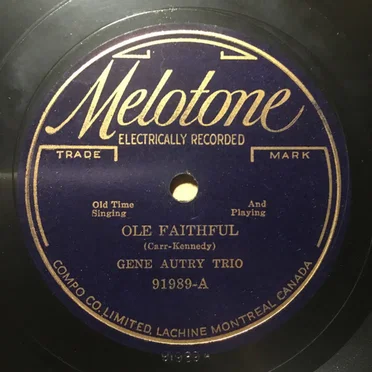 Melotone
ELECTRICALLY RECORDED
TRADE MARK
Old Time And
Singing Playing
OLE FAITHFUL
(Carr-Kennedy)
GENE AUTRY TRIO
91989-A
COMPO CO. LIMITED, LACHINE MONTREAL CANADA